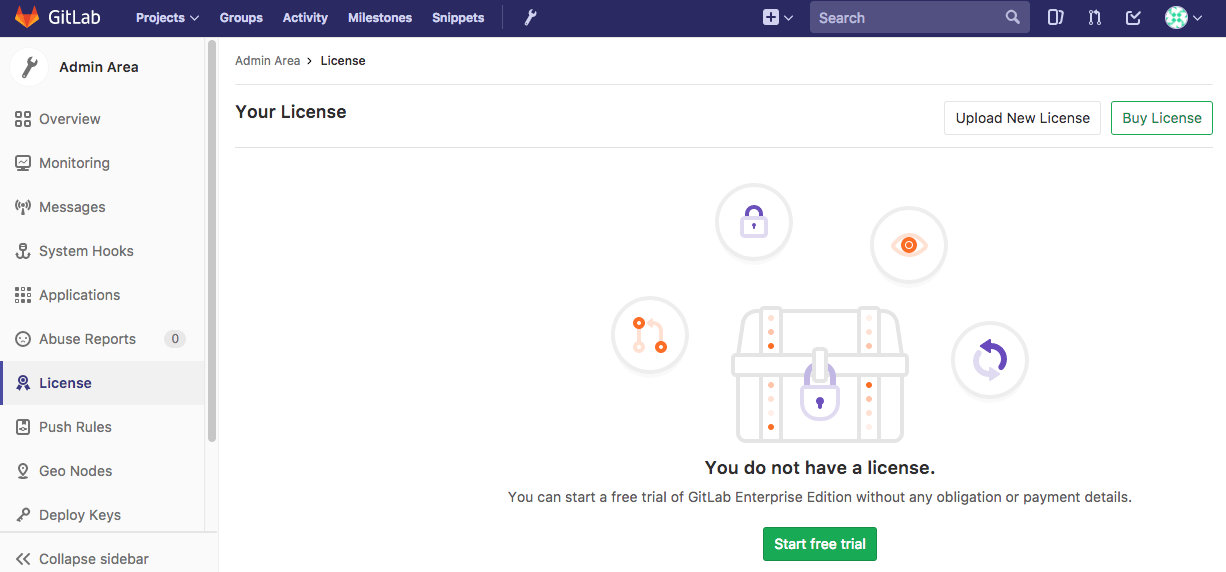 GitLab Projects Groups Activity Milestones Snippets Search
Admin Area
Overview
Monitoring
Messages
System Hooks
Applications
Abuse Reports 0
License
Push Rules
Geo Nodes
Deploy Keys
Collapse sidebar
Admin Area › License
Your License
Upload New License Buy License
You do not have a license.
You can start a free trial of GitLab Enterprise Edition without any obligation or payment details.
Start free trial